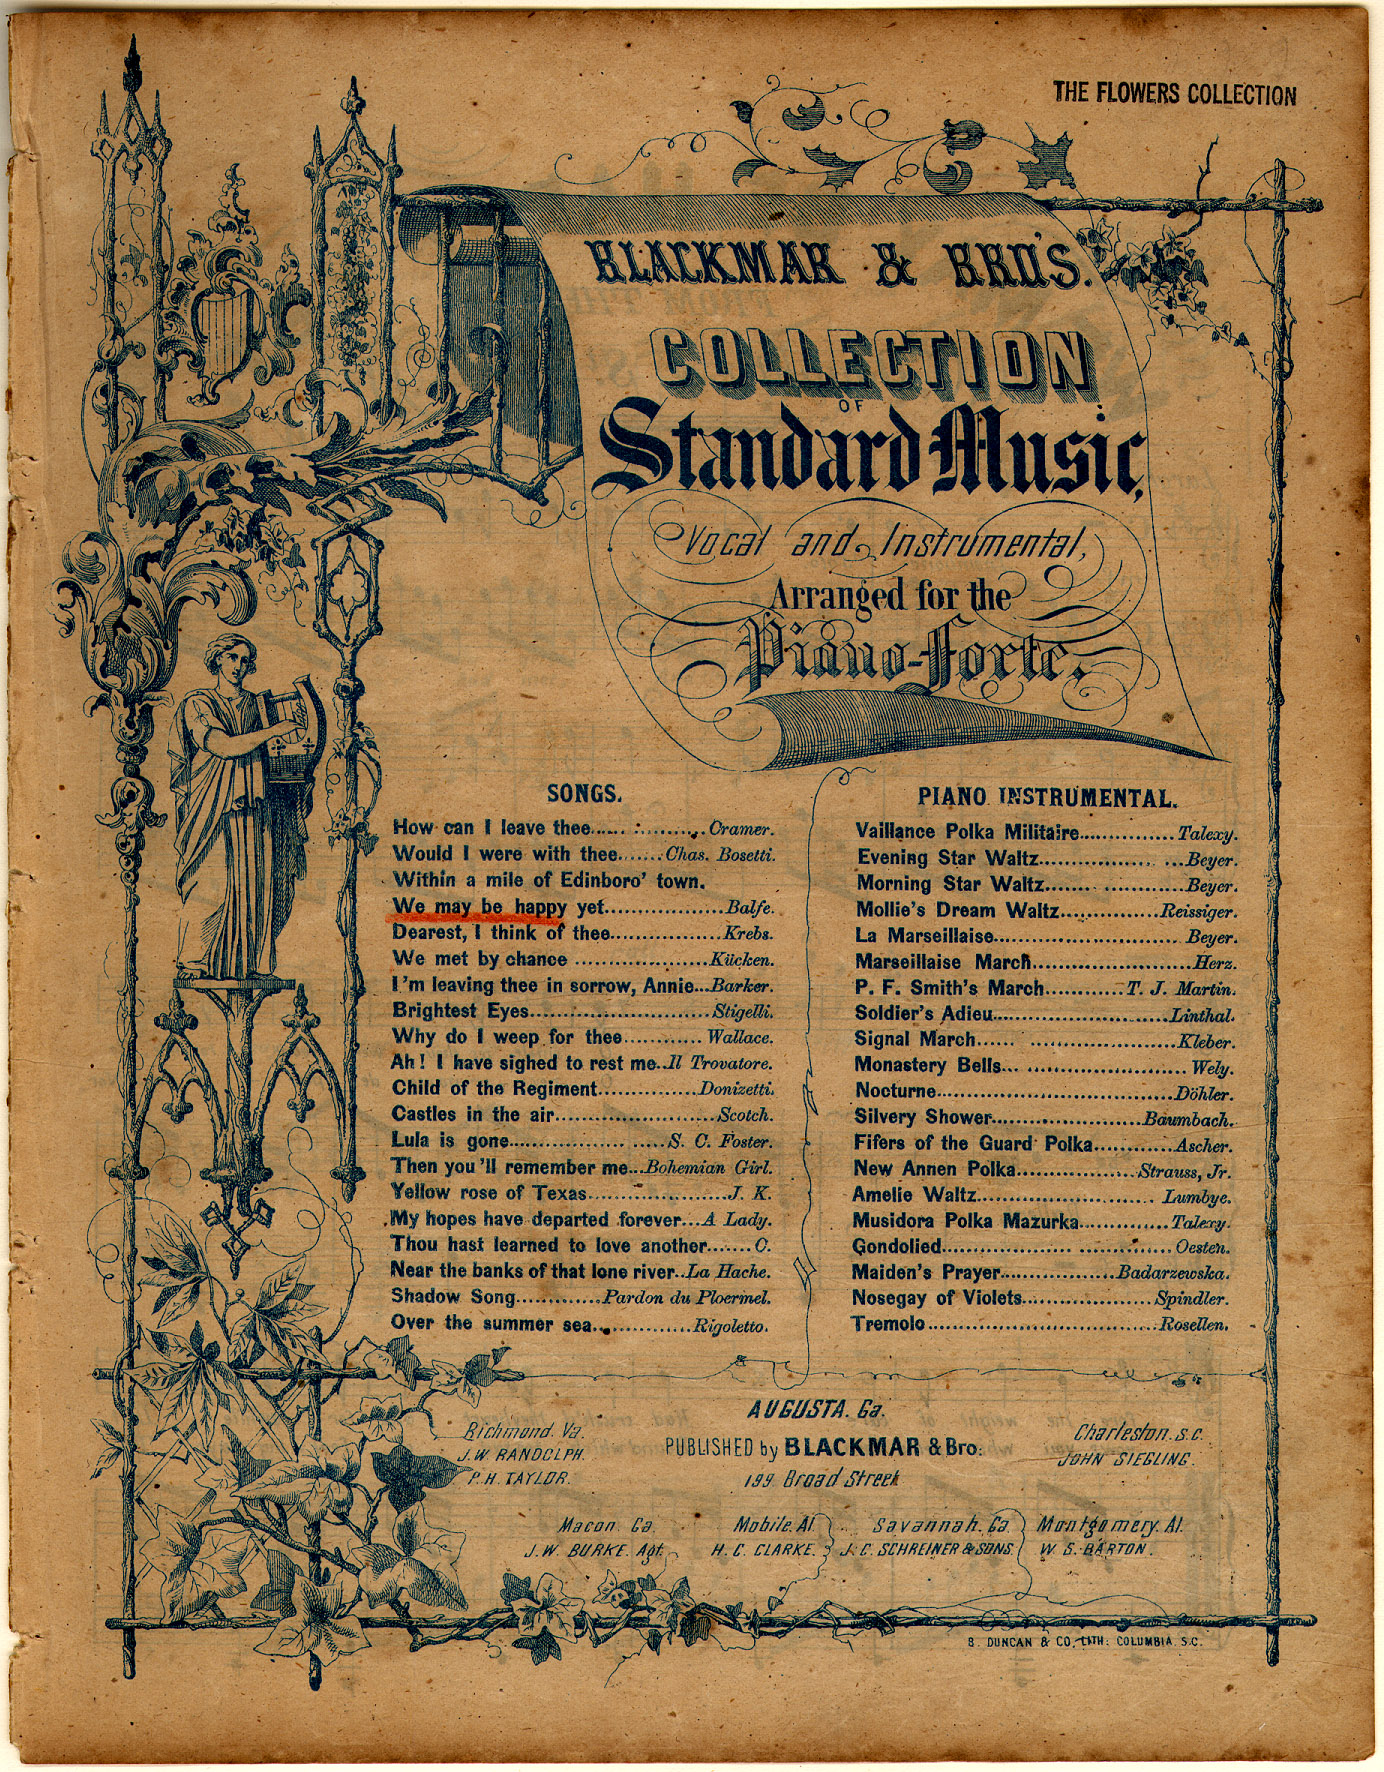 THE FLOWERS COLLECTION
BLACKMAR & BRO'S.
COLLECTION
OF
Standard Music,
Vocal and Instrumental,
Arranged for the
Piano-Forte.
SONGS.
How can I leave thee...... :.......... Cramer.
Would I were with thee....... Chas. Bosetti.
Within a mile of Edinboro' town.
We may be happy yet................... Balfe.
Dearest, I think of thee.................. Krebs.
We met by chance ...................... Kücken.
I'm leaving thee in sorrow, Annie... Barker.
Brightest Eyes............................. Stigelli.
Why do I weep for thee............ Wallace.
Ah! I have sighed to rest me.. Il Trovatore.
Child of the Regiment................ Donizetti.
Castles in the air.......................... Scotch.
Lula is gone.................. ..... S. C. Foster.
Then you'll remember me... Bohemian Girl.
Yellow rose of Texas....................... J. K.
My hopes have departed forever... A Lady.
Thou hast learned to love another....... C.
Near the banks of that lone river.. La Hache.
Shadow Song............. Pardon du Ploermel.
Over the summer sea............... Rigoletto.
PIANO INSTRUMENTAL.
Vaillance Polka Militaire............... Talexy.
Evening Star Waltz.................. ... Beyer.
Morning Star Waltz....... ............... Beyer.
Mollie's Dream Waltz............... Reissiger.
La Marseillaise............................... Beyer.
Marseillaise March.......................... Herz.
P. F. Smith's March............ T. J. Martin.
Soldier's Adieu............................ Linthal.
Signal March...... ....................... Kleber.
Monastery Bells... .......................... Wely.
Nocturne...................................... Döhler.
Silvery Shower....................... Baumbach.
Fifers of the Guard Polka............. Ascher.
New Annen Polka.................. Strauss, Jr.
Amelie Waltz............................ Lumbye.
Musidora Polka Mazurka.............. Talexy.
Gondolied..................... ............... Oesten.
Maiden's Prayer.................. Badarzewska.
Nosegay of Violets.................... Spindler.
Tremolo .................................... Rosellen.
AUGUSTA. Ga.
PUBLISHED by BLACKMAR & Bro.
199 Broad Street
Richmond. Va.
J. W. RANDOLPH.
P. H. TAYLOR.
Charleston. S.C.
JOHN SIEGLING.
Macon. Ga.
J. W. BURKE. Agt.
Mobile. Al.
H. C. CLARKE.
Savannah. Ga.
J. C. SCHREINER & SONS
Montgomery. Al.
W. S. BARTON.
B. DUNCAN & CO. LITH: COLUMBIA S.C.